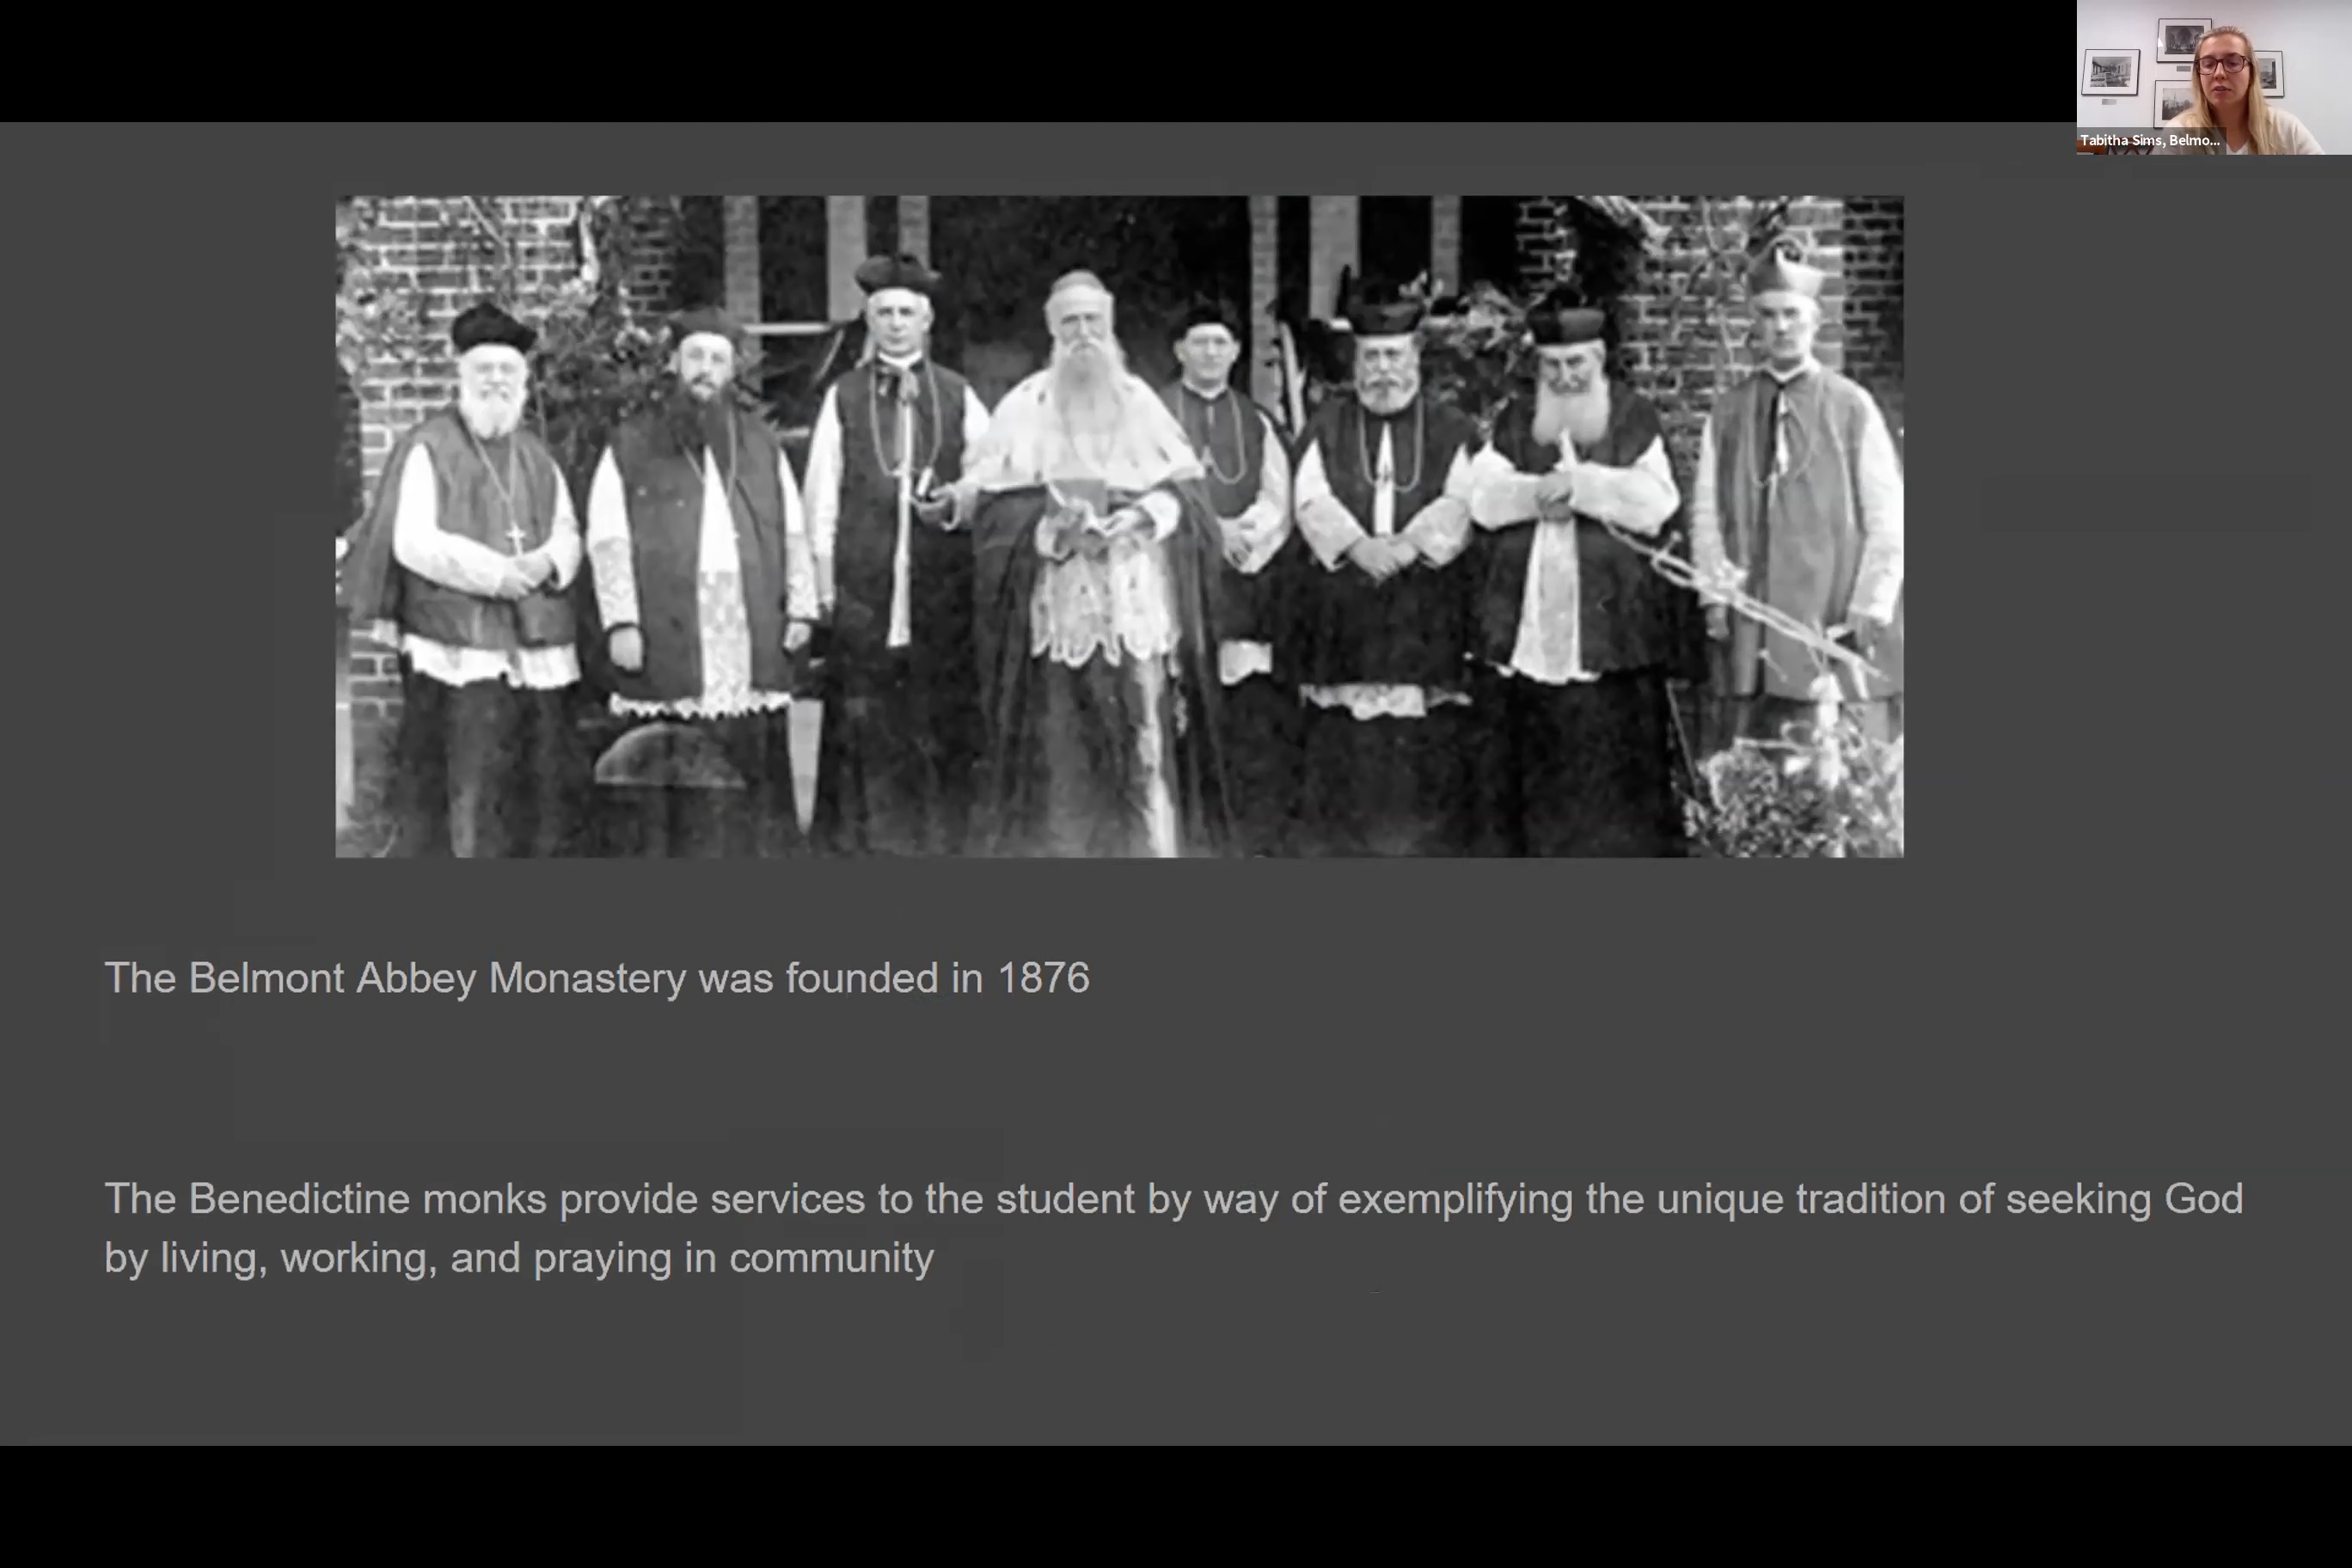 Tabitha Sims, Belmo...
The Belmont Abbey Monastery was founded in 1876
The Benedictine monks provide services to the student by way of exemplifying the unique tradition of seeking God
by living, working, and praying in community